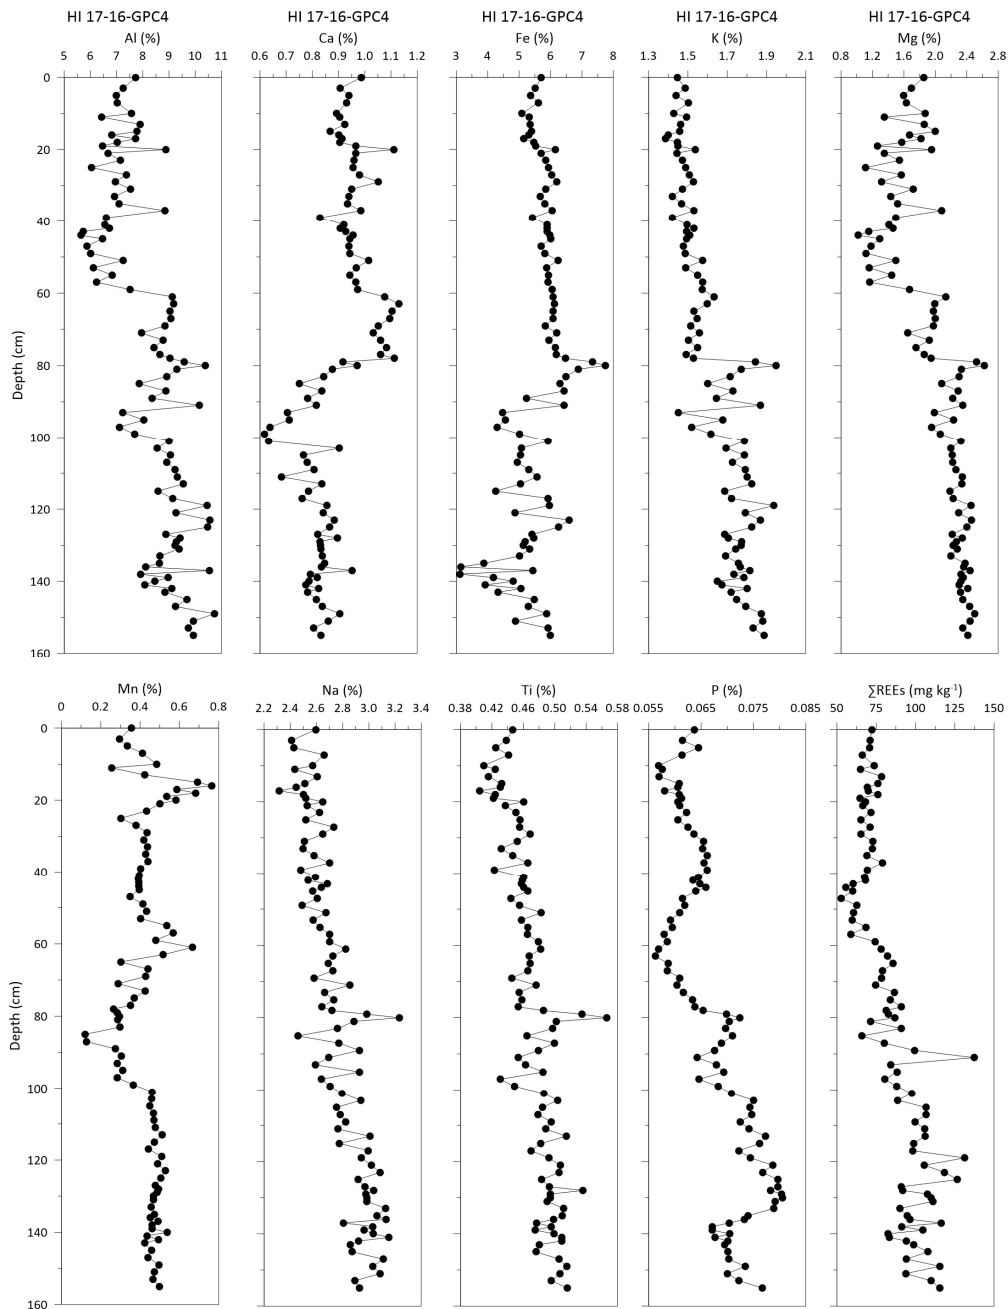 HI 17-16-GPC4 HI 17-16-GPC4 HI 17-16-GPC4 HI 17-16-GPC4 HI 17-16-GPC4
Al (%) Ca (%) Fe (%) K (%) Mg (%)
5 6 7 8 9 10 11 0.6 0.7 0.8 0.9 1.0 1.1 1.2 3 4 5 6 7 8 1.3 1.5 1.7 1.9 2.1 0.8 1.2 1.6 2.0 2.4 2.8
0
20
40
60
Depth (cm)
80
100
120
140
160
Mn (%) Na (%) Ti (%) P (%) ∑REEs (mg kg⁻¹)
0 0.2 0.4 0.6 0.8 2.2 2.4 2.6 2.8 3.0 3.2 3.4 0.38 0.42 0.46 0.50 0.54 0.58 0.055 0.065 0.075 0.085 50 75 100 125 150
0
20
40
60
80
Depth (cm)
100
120
140
160